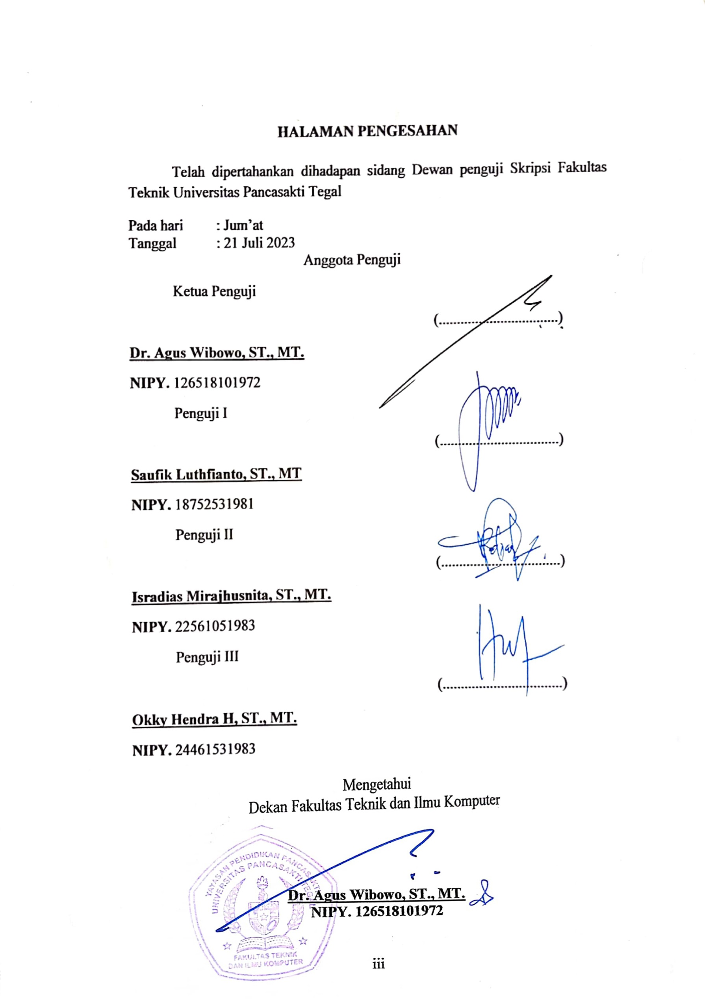 HALAMAN PENGESAHAN
Telah dipertahankan dihadapan sidang Dewan penguji Skripsi Fakultas
Teknik Universitas Pancasakti Tegal
Pada hari : Jum'at
Tanggal : 21 Juli 2023
Anggota Penguji
Ketua Penguji
(......................................)
Dr. Agus Wibowo, ST., MT.
NIPY. 126518101972
Penguji I
(......................................)
Saufik Luthfianto, ST., MT
NIPY. 18752531981
Penguji II
(......................................)
Isradias Mirajhusnita, ST., MT.
NIPY. 22561051983
Penguji III
(......................................)
Okky Hendra H, ST., MT.
NIPY. 24461531983
Mengetahui
Dekan Fakultas Teknik dan Ilmu Komputer
YAYASAN PENDIDIKAN PANCASAKTI
UNIVERSITAS PANCASAKTI TEGAL
Dr. Agus Wibowo, ST., MT.
NIPY. 126518101972
FAKULTAS TEKNIK
DAN ILMU KOMPUTER
iii